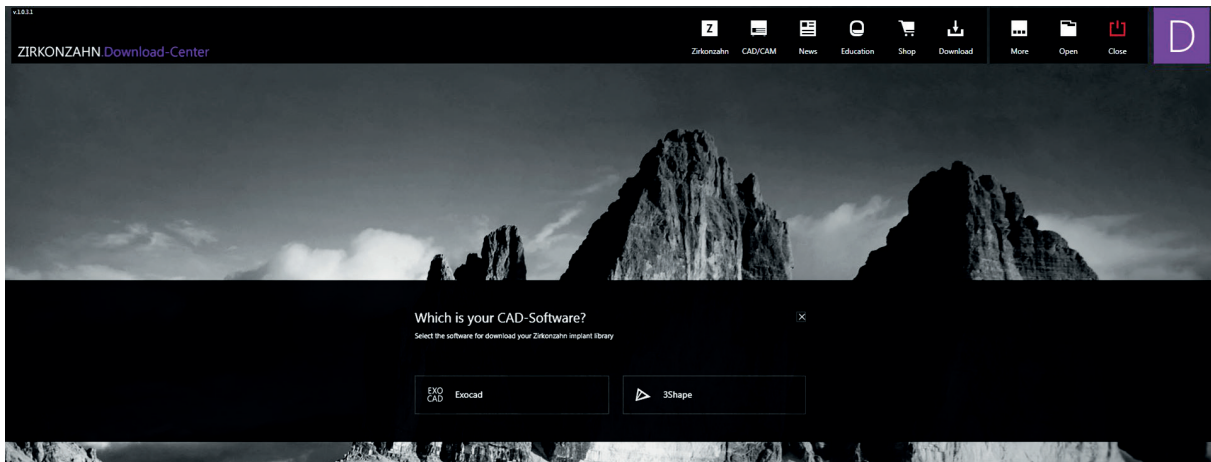 v.1.0.3.1
ZIRKONZAHN.Download-Center
Z
Zirkonzahn CAD/CAM News Education Shop Download More Open Close
D
Which is your CAD-Software?
Select the software for download your Zirkonzahn implant library
EXO
CAD
Exocad
3Shape